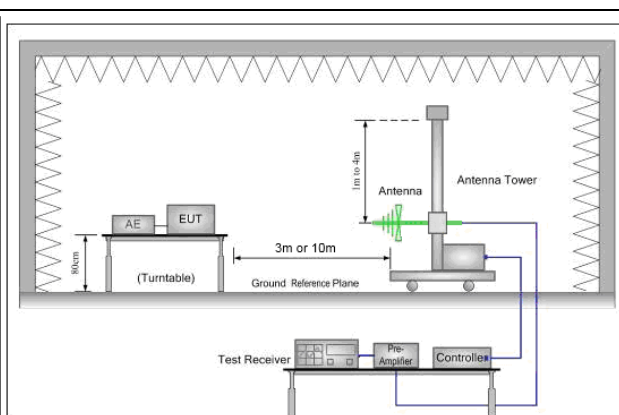 1m to 4m
Antenna
Antenna Tower
AE
EUT
80cm
3m or 10m
(Turntable)
Ground Reference Plane
Test Receiver
Pre-
Amplifier
Controlle